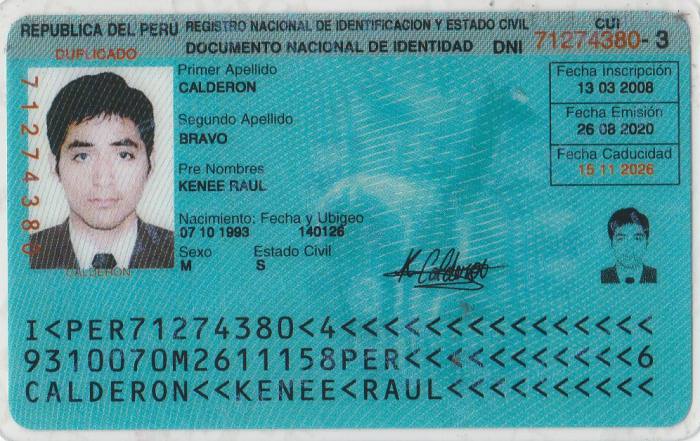 REPUBLICA DEL PERU
REGISTRO NACIONAL DE IDENTIFICACION Y ESTADO CIVIL
CUI
DUPLICADO
DOCUMENTO NACIONAL DE IDENTIDAD
DNI 71274380-3
71274380
Primer Apellido
CALDERON
Segundo Apellido
BRAVO
Pre Nombres
KENEE RAUL
Nacimiento: Fecha y Ubigeo
07 10 1993 140126
Sexo Estado Civil
M S
Fecha Inscripción
13 03 2008
Fecha Emisión
26 08 2020
Fecha Caducidad
15 11 2026
CALDERON
K Calderon
I<PER71274380<4<<<<<<<<<<<<<<<
9310070M2611158PER<<<<<<<<<<<6
CALDERON<<KENEE<RAUL<<<<<<<<<<